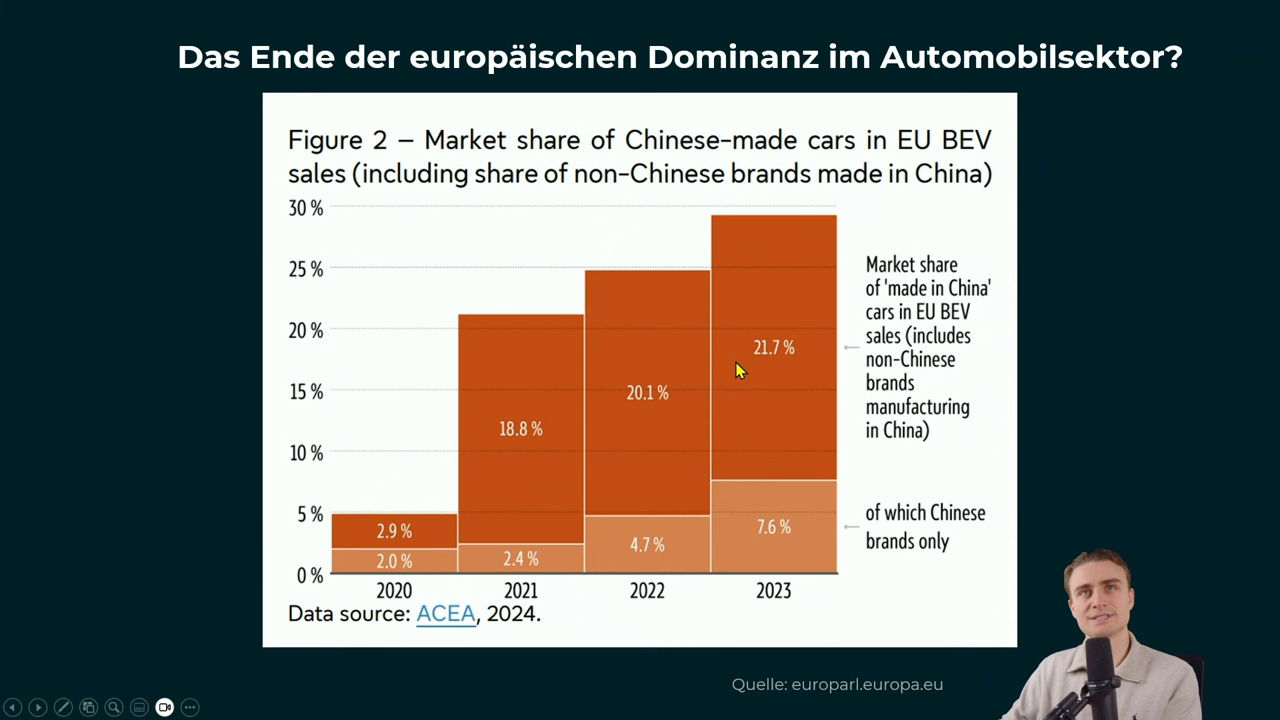 Das Ende der europäischen Dominanz im Automobilsektor?
Figure 2 – Market share of Chinese-made cars in EU BEV
sales (including share of non-Chinese brands made in China)
30 %
25 %
20 %
15 %
10 %
5 %
0 %
2.9 %
2.0 %
18.8 %
2.4 %
20.1 %
4.7 %
21.7 %
7.6 %
2020
2021
2022
2023
Market share
of 'made in China'
cars in EU BEV
sales (includes
non-Chinese
brands
manufacturing
in China)
of which Chinese
brands only
Data source: ACEA, 2024.
Quelle: europarl.europa.eu